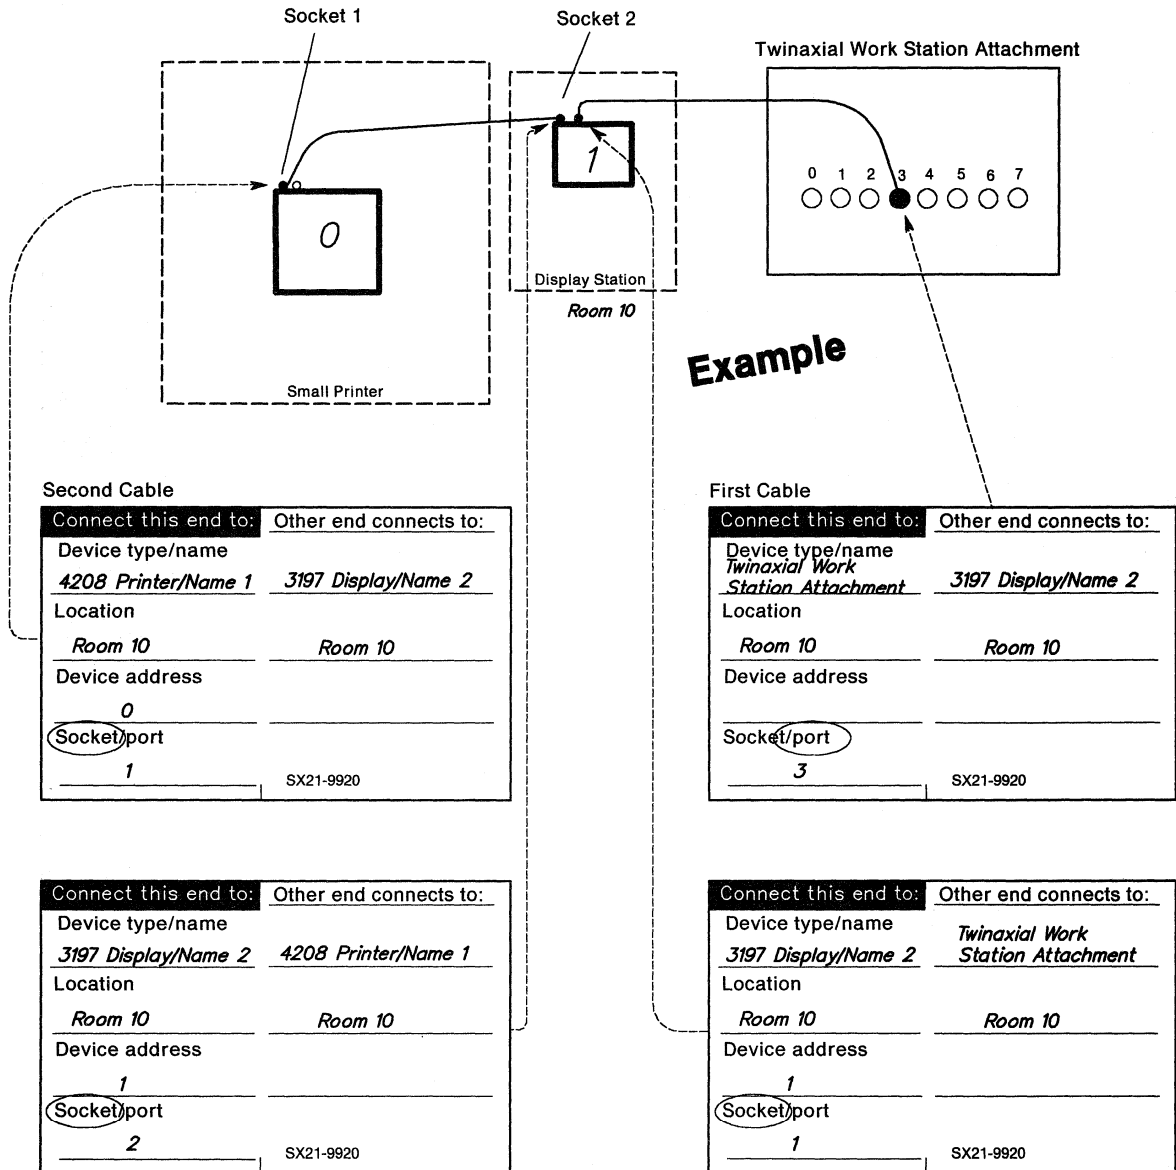 Socket 1
Socket 2
Twinaxial Work Station Attachment
0 1 2 3 4 5 6 7
0
1
Display Station
Room 10
Example
Small Printer
Second Cable
Connect this end to: Other end connects to:
Device type/name
4208 Printer/Name 1 3197 Display/Name 2
Location
Room 10 Room 10
Device address
0
Socket/port
1
SX21-9920
First Cable
Connect this end to: Other end connects to:
Device type/name
Twinaxial Work
Station Attachment 3197 Display/Name 2
Location
Room 10 Room 10
Device address
Socket/port
3
SX21-9920
Connect this end to: Other end connects to:
Device type/name
3197 Display/Name 2 4208 Printer/Name 1
Location
Room 10 Room 10
Device address
1
Socket/port
2
SX21-9920
Connect this end to: Other end connects to:
Device type/name
Twinaxial Work
3197 Display/Name 2 Station Attachment
Location
Room 10 Room 10
Device address
1
Socket/port
1
SX21-9920